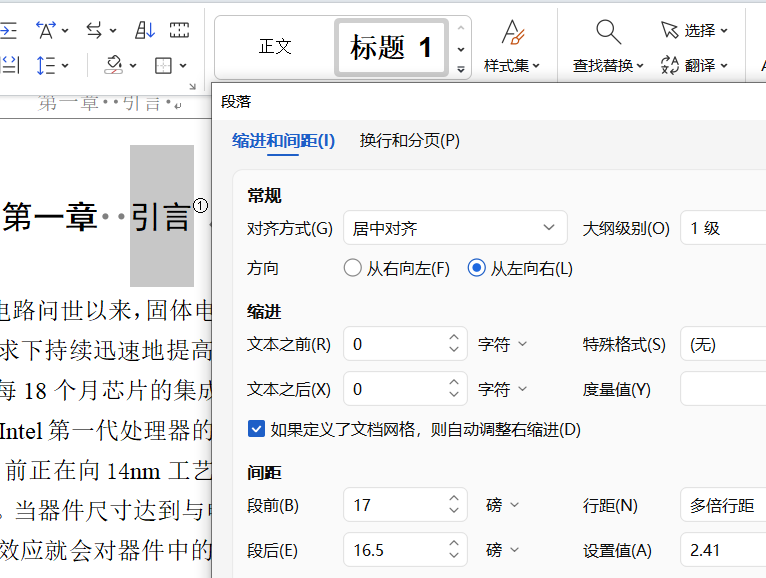 正文
标题 1
样式集
查找替换
选择
翻译
第一章··引言·
段落
缩进和间距(I)
换行和分页(P)
常规
对齐方式(G)
居中对齐
大纲级别(O)
1 级
方向
从右向左(F)
从左向右(L)
缩进
文本之前(R)
0
字符
特殊格式(S)
(无)
文本之后(X)
0
字符
度量值(Y)
如果定义了文档网格，则自动调整右缩进(D)
间距
段前(B)
17
磅
行距(N)
多倍行距
段后(E)
16.5
磅
设置值(A)
2.41
第一章··引言①
电路问世以来，固体电
求下持续迅速地提高
每 18 个月芯片的集成
Intel 第一代处理器的
前正在向 14nm 工艺
。当器件尺寸达到与
效应就会对器件中的